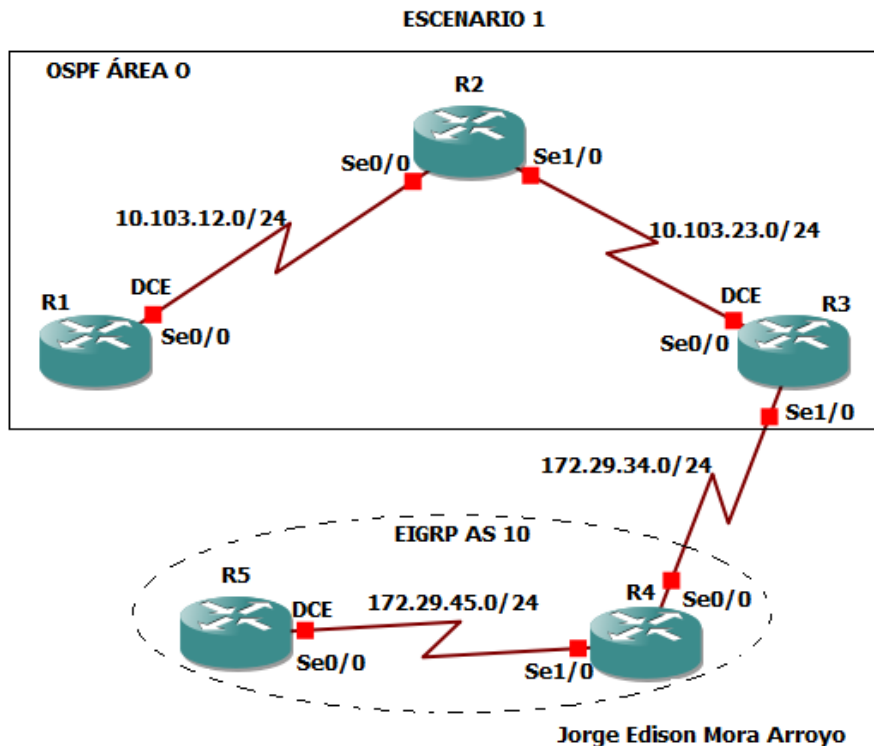 ESCENARIO 1
OSPF ÁREA 0
R2
Se0/0
Se1/0
10.103.12.0/24
10.103.23.0/24
DCE
R1
Se0/0
DCE
R3
Se0/0
Se1/0
172.29.34.0/24
EIGRP AS 10
R5
DCE
172.29.45.0/24
R4
Se0/0
Se0/0
Se1/0
Jorge Edison Mora Arroyo